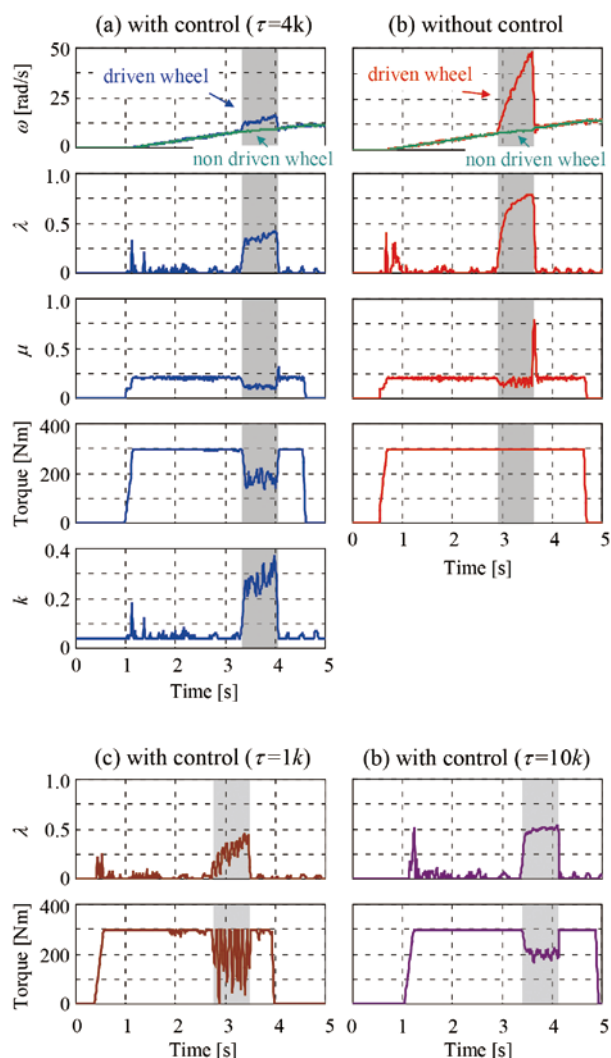 (a) with control (τ=4k)
(b) without control
50
25
0
ω [rad/s]
driven wheel
non driven wheel
driven wheel
non driven wheel
1.0
0.5
0
λ
1.0
0.5
0
μ
400
200
0
Torque [Nm]
0 1 2 3 4 5
Time [s]
0.4
0.2
0
k
0 1 2 3 4 5
Time [s]
(c) with control (τ=1k)
(b) with control (τ=10k)
1.0
0.5
0
λ
400
200
0
Torque [Nm]
0 1 2 3 4 5
0 1 2 3 4 5
Time [s]
Time [s]